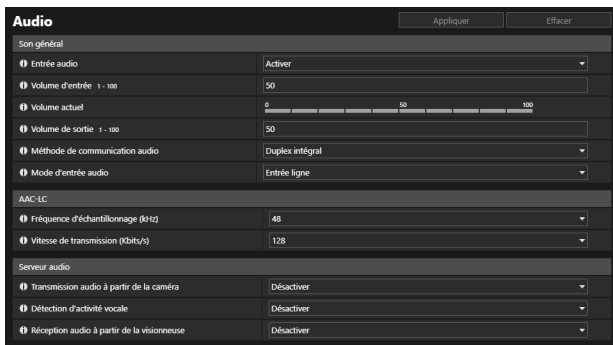 Audio
Appliquer
Effacer
Son général
Entrée audio
Activer
Volume d'entrée 1 - 100
50
Volume actuel
0 50 100
Volume de sortie 1 - 100
50
Méthode de communication audio
Duplex intégral
Mode d'entrée audio
Entrée ligne
AAC-LC
Fréquence d'échantillonnage (kHz)
48
Vitesse de transmission (Kbits/s)
128
Serveur audio
Transmission audio à partir de la caméra
Désactiver
Détection d'activité vocale
Désactiver
Réception audio à partir de la visionneuse
Désactiver